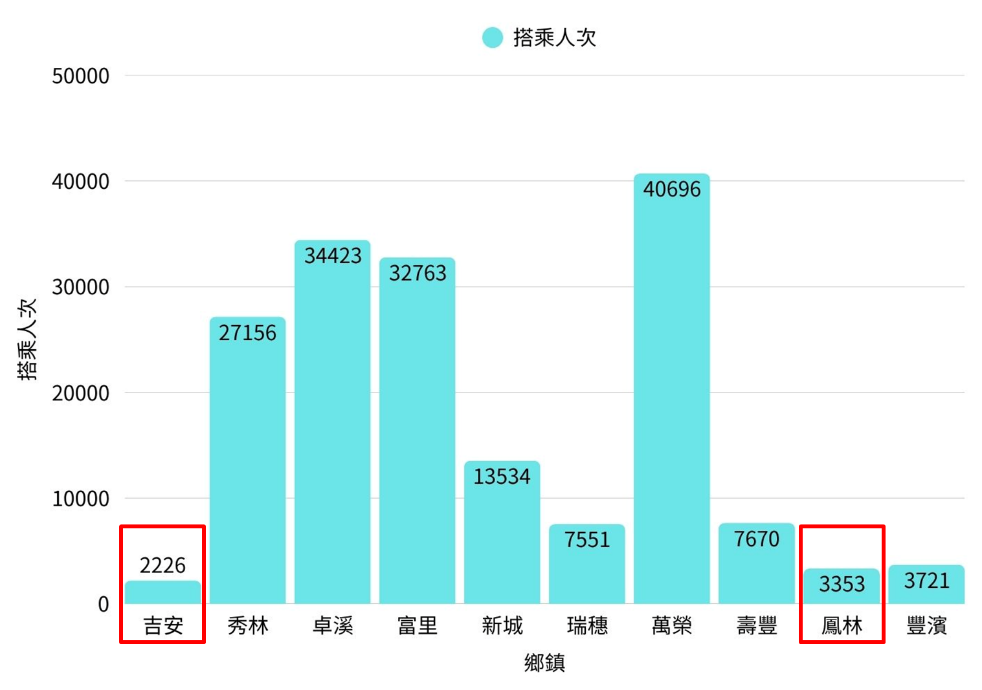 搭乘人次
50000
40000
30000
20000
10000
0
搭乘人次
2226
27156
34423
32763
13534
7551
40696
7670
3353
3721
吉安
秀林
卓溪
富里
新城
瑞穗
萬榮
壽豐
鳳林
豐濱
鄉鎮